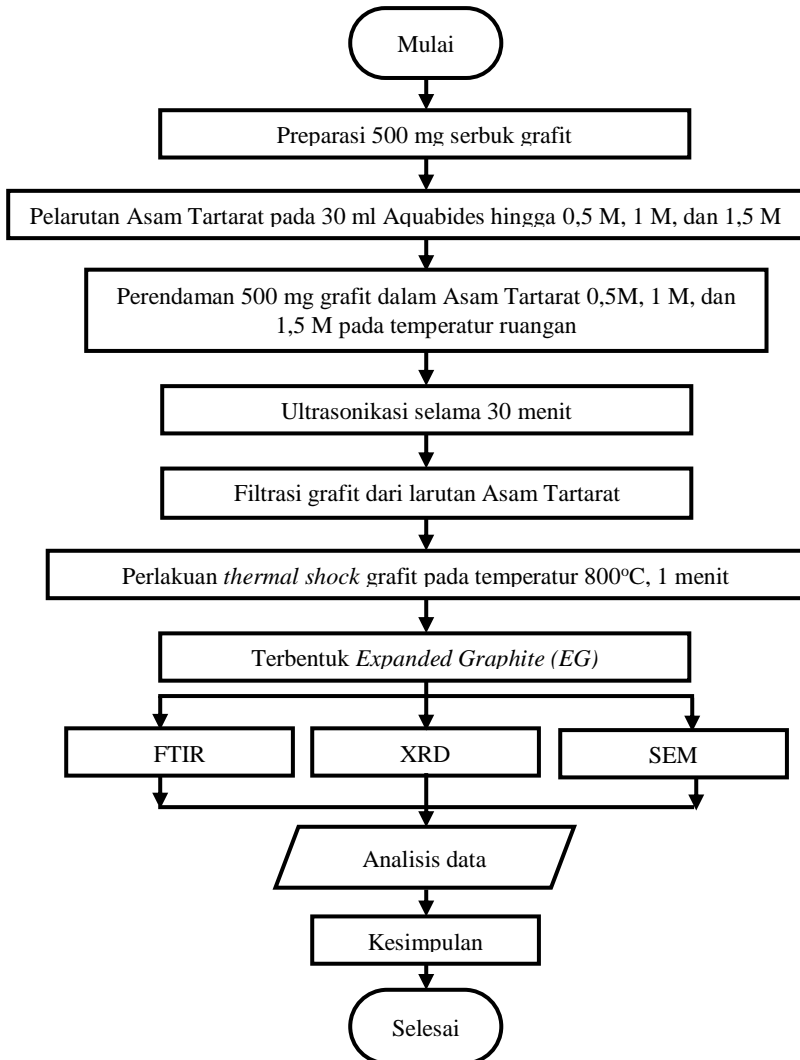 Mulai
Preparasi 500 mg serbuk grafit
Pelarutan Asam Tartarat pada 30 ml Aquabides hingga 0,5 M, 1 M, dan 1,5 M
Perendaman 500 mg grafit dalam Asam Tartarat 0,5M, 1 M, dan
1,5 M pada temperatur ruangan
Ultrasonikasi selama 30 menit
Filtrasi grafit dari larutan Asam Tartarat
Perlakuan thermal shock grafit pada temperatur 800°C, 1 menit
Terbentuk Expanded Graphite (EG)
FTIR
XRD
SEM
Analisis data
Kesimpulan
Selesai